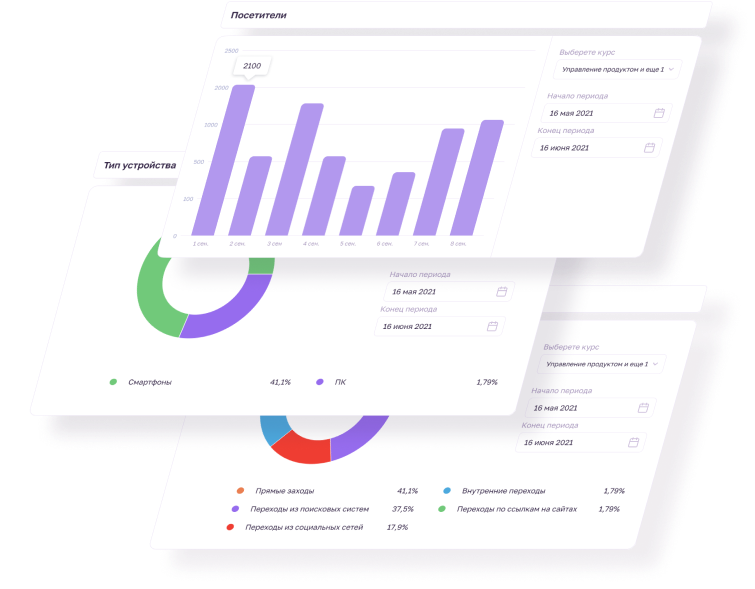 Посетители
2500
2100
2000
1000
500
100
0
1 сен.
2 сен.
3 сен
4 сен.
5 сен.
6 сен.
7 сен.
8 сен.
Выберете курс
Управление продуктом и еще 1
Начало периода
16 мая 2021
Конец периода
16 июня 2021
Тип устройства
Начало периода
16 мая 2021
Конец периода
16 июня 2021
Смартфоны 41,1%
ПК 1,79%
Выберете курс
Управление продуктом и еще 1
Начало периода
16 мая 2021
Конец периода
16 июня 2021
Прямые заходы 41,1%
Внутренние переходы 1,79%
Переходы из поисковых систем 37,5%
Переходы по ссылкам на сайтах 1,79%
Переходы из социальных сетей 17,9%